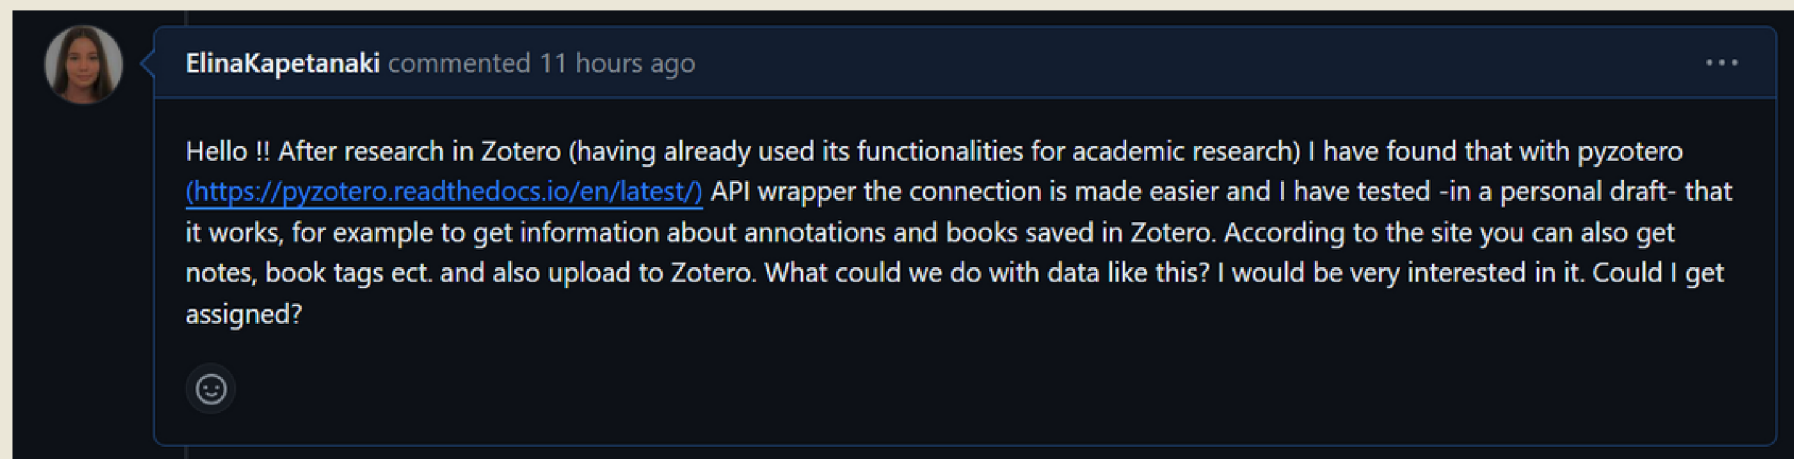 ElinaKapetanaki commented 11 hours ago
Hello !! After research in Zotero (having already used its functionalities for academic research) I have found that with pyzotero
(https://pyzotero.readthedocs.io/en/latest/) API wrapper the connection is made easier and I have tested -in a personal draft- that
it works, for example to get information about annotations and books saved in Zotero. According to the site you can also get
notes, book tags ect. and also upload to Zotero. What could we do with data like this? I would be very interested in it. Could I get
assigned?